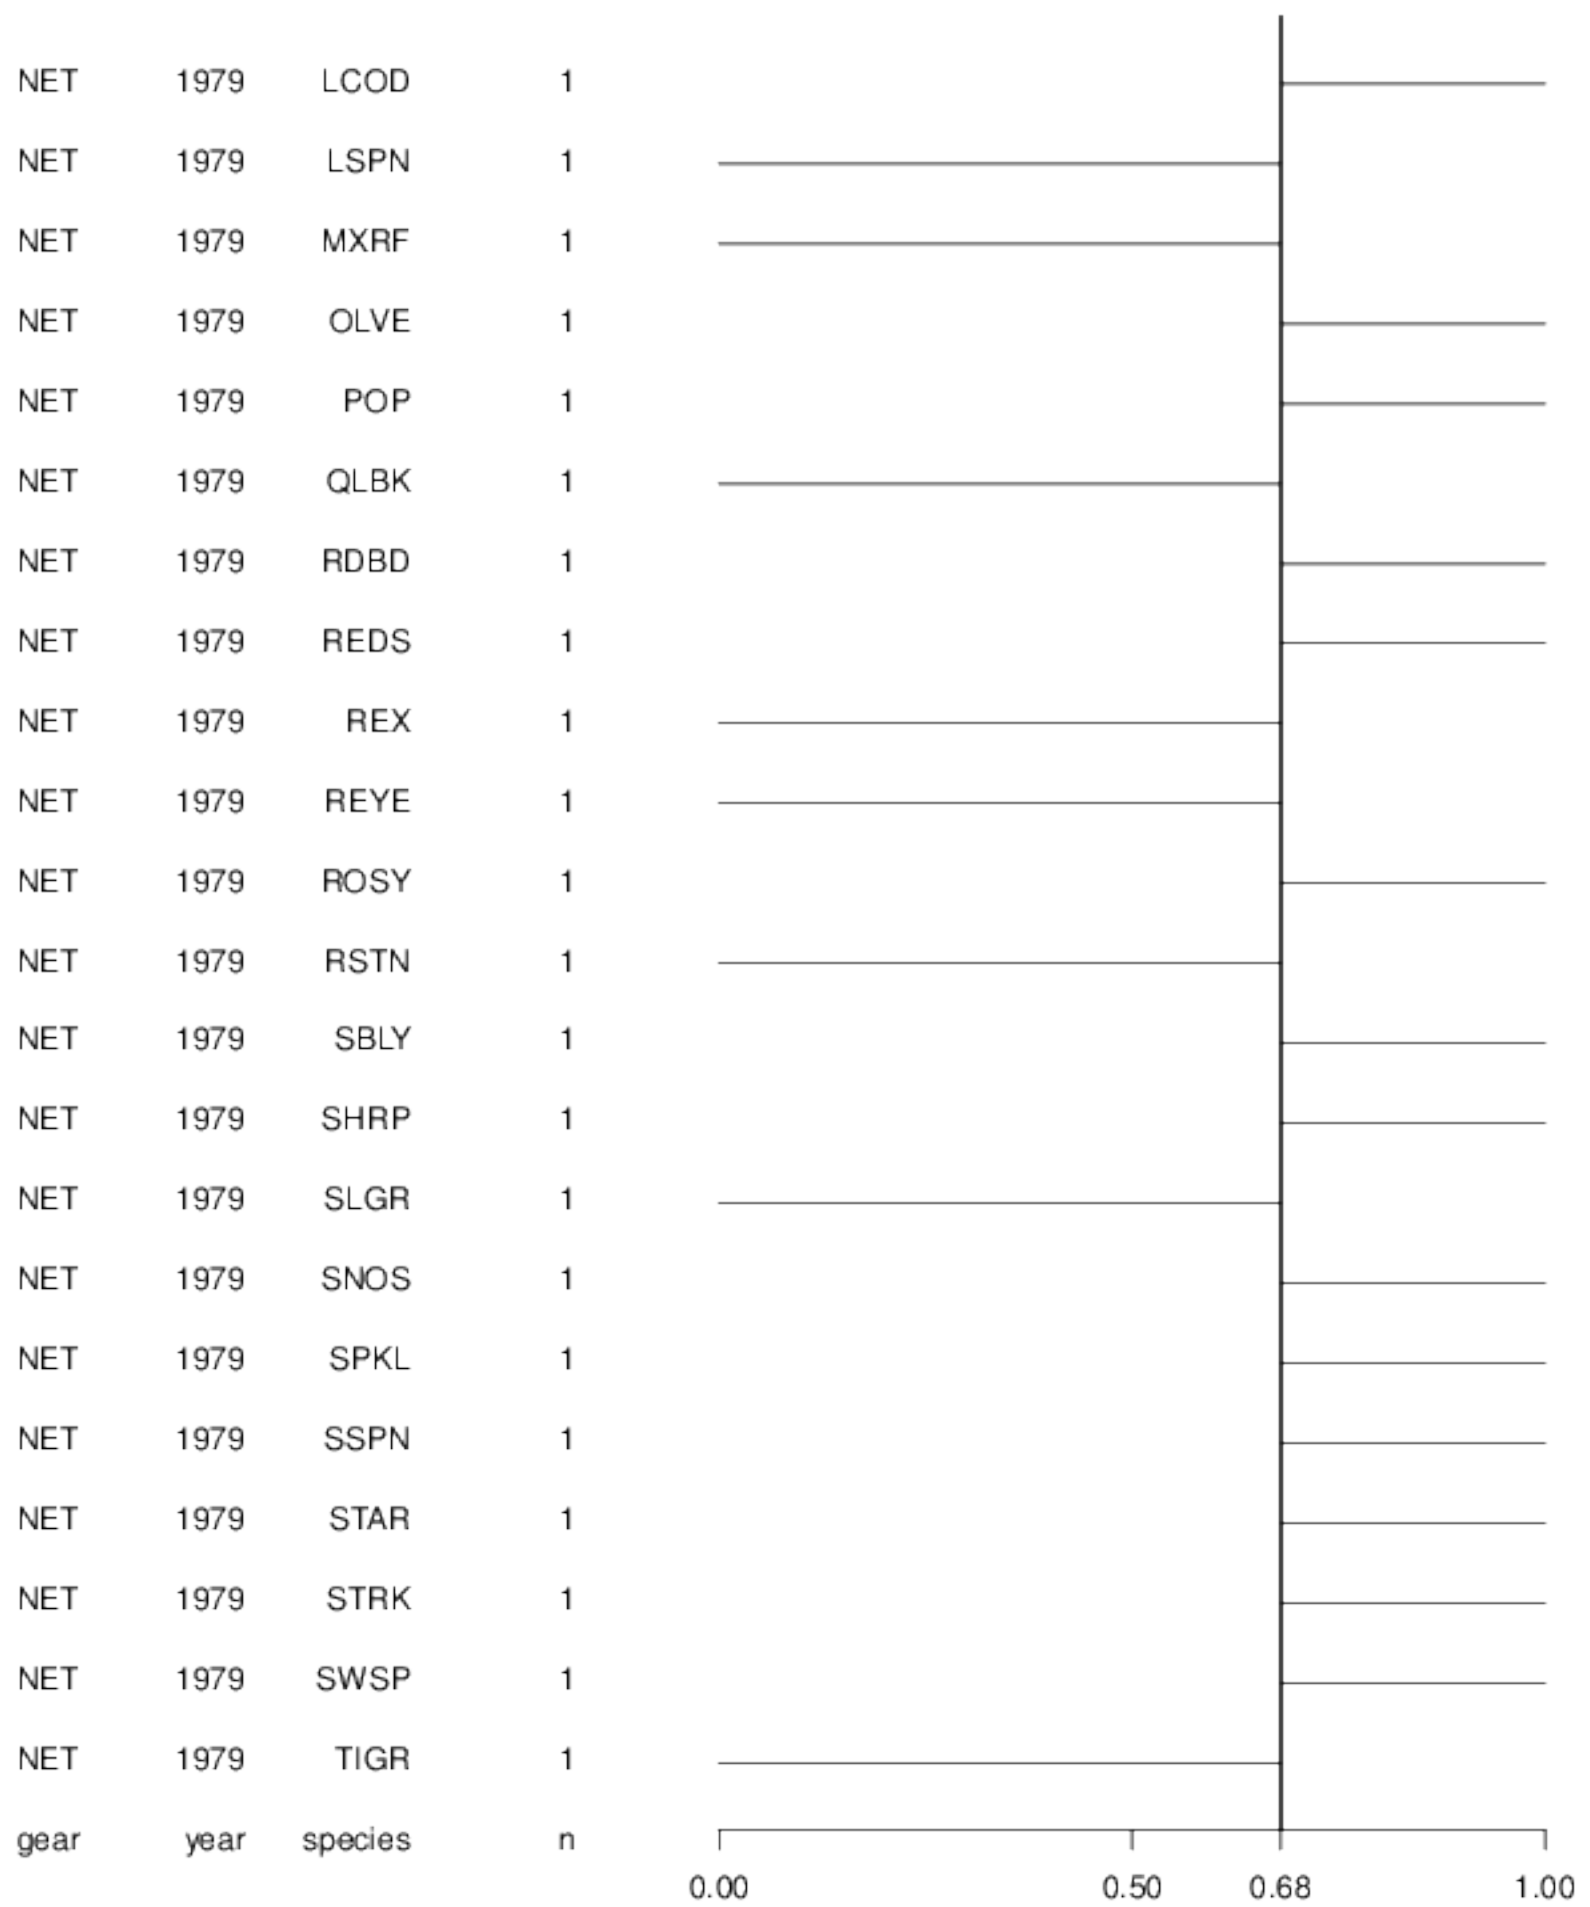 NET 1979 LCOD 1
NET 1979 LSPN 1
NET 1979 MXRF 1
NET 1979 OLVE 1
NET 1979 POP 1
NET 1979 QLBK 1
NET 1979 RDBD 1
NET 1979 REDS 1
NET 1979 REX 1
NET 1979 REYE 1
NET 1979 ROSY 1
NET 1979 RSTN 1
NET 1979 SBLY 1
NET 1979 SHRP 1
NET 1979 SLGR 1
NET 1979 SNOS 1
NET 1979 SPKL 1
NET 1979 SSPN 1
NET 1979 STAR 1
NET 1979 STRK 1
NET 1979 SWSP 1
NET 1979 TIGR 1
gear year species n
0.00 0.50 0.68 1.00